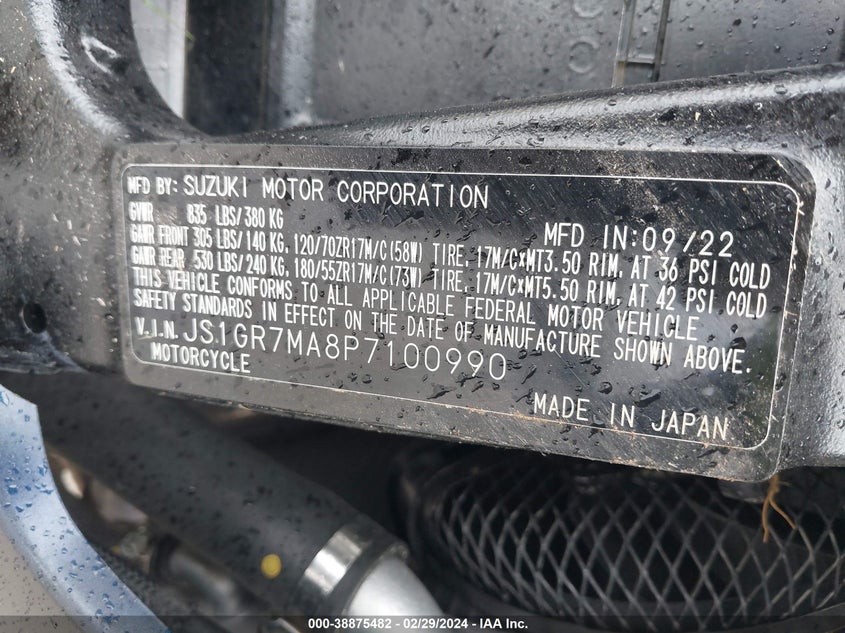 MFD BY: SUZUKI MOTOR CORPORATION
MFD IN: 09/22
GVWR 835 LBS/380 KG
GAWR FRONT 305 LBS/140 KG, 120/70ZR17M/C(58W) TIRE, 17M/C×MT3.50 RIM, AT 36 PSI COLD
GAWR REAR 530 LBS/240 KG, 180/55ZR17M/C(73W) TIRE, 17M/C×MT5.50 RIM, AT 42 PSI COLD
THIS VEHICLE CONFORMS TO ALL APPLICABLE FEDERAL MOTOR VEHICLE
SAFETY STANDARDS IN EFFECT ON THE DATE OF MANUFACTURE SHOWN ABOVE.
V.I.N. JS1GR7MA8P7100990
MOTORCYCLE
MADE IN JAPAN
000-38875482 - 02/29/2024 - IAA Inc.